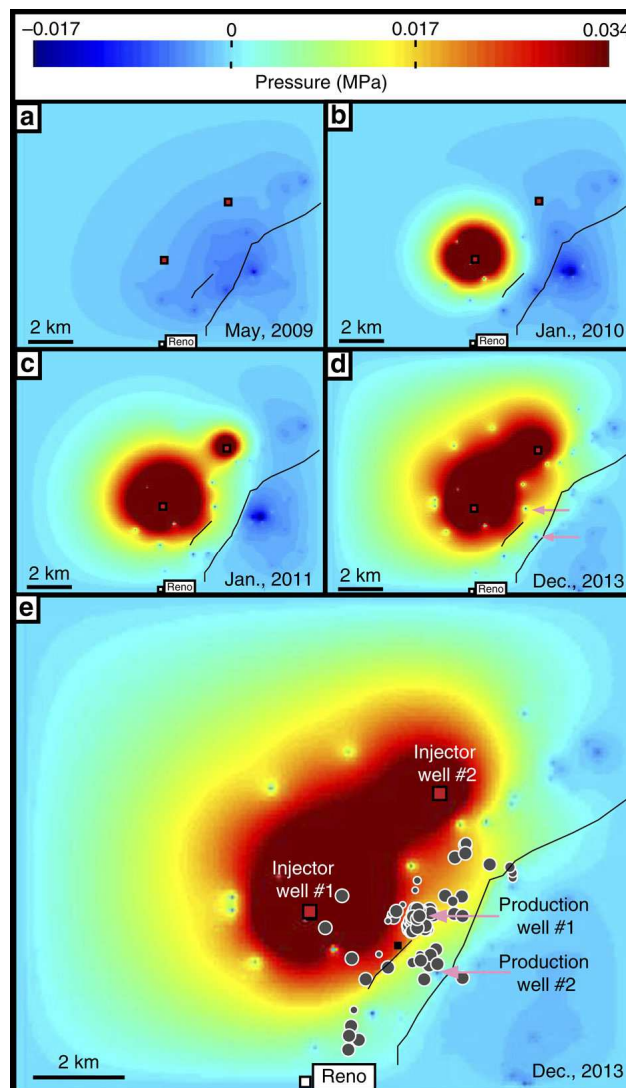 −0.017
0
0.017
0.034
Pressure (MPa)
a
2 km
Reno
May, 2009
b
2 km
Reno
Jan., 2010
c
2 km
Reno
Jan., 2011
d
2 km
Reno
Dec., 2013
e
Injector
well #2
Injector
well #1
Production
well #1
Production
well #2
2 km
Reno
Dec., 2013